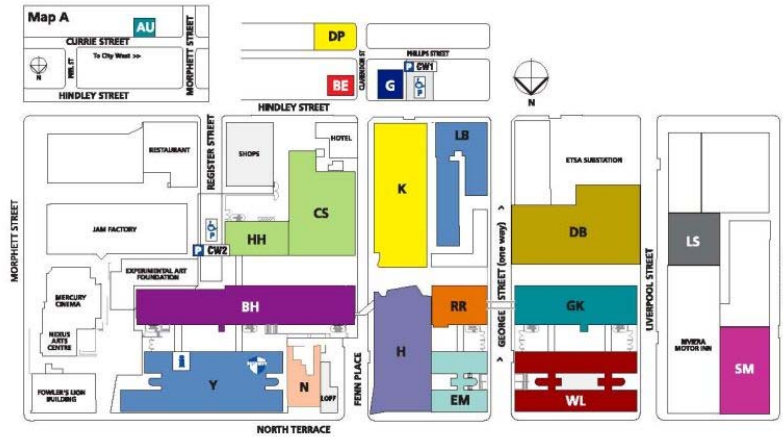 Map A
AU
CURRIE STREET
To City West >>
MORPHETT STREET
N
HINDLEY STREET
DP
PHILLIPS STREET
CLARENDON ST
P CW1
BE
G
N
HINDLEY STREET
RESTAURANT
REGISTER STREET
SHOPS
HOTEL
LB
ETSA SUBSTATION
K
CS
MORPHETT STREET
JAM FACTORY
HH
P CW2
GEORGE STREET (one way)
DB
LIVERPOOL STREET
LS
EXPERIMENTAL ART
FOUNDATION
MERCURY
CINEMA
BH
RR
GK
NEXUS
ARTS
CENTRE
H
RIVIERA
MOTOR INN
SM
FOWLER'S LION
BUILDING
Y
N
LOFT
FENN PLACE
EM
WL
NORTH TERRACE